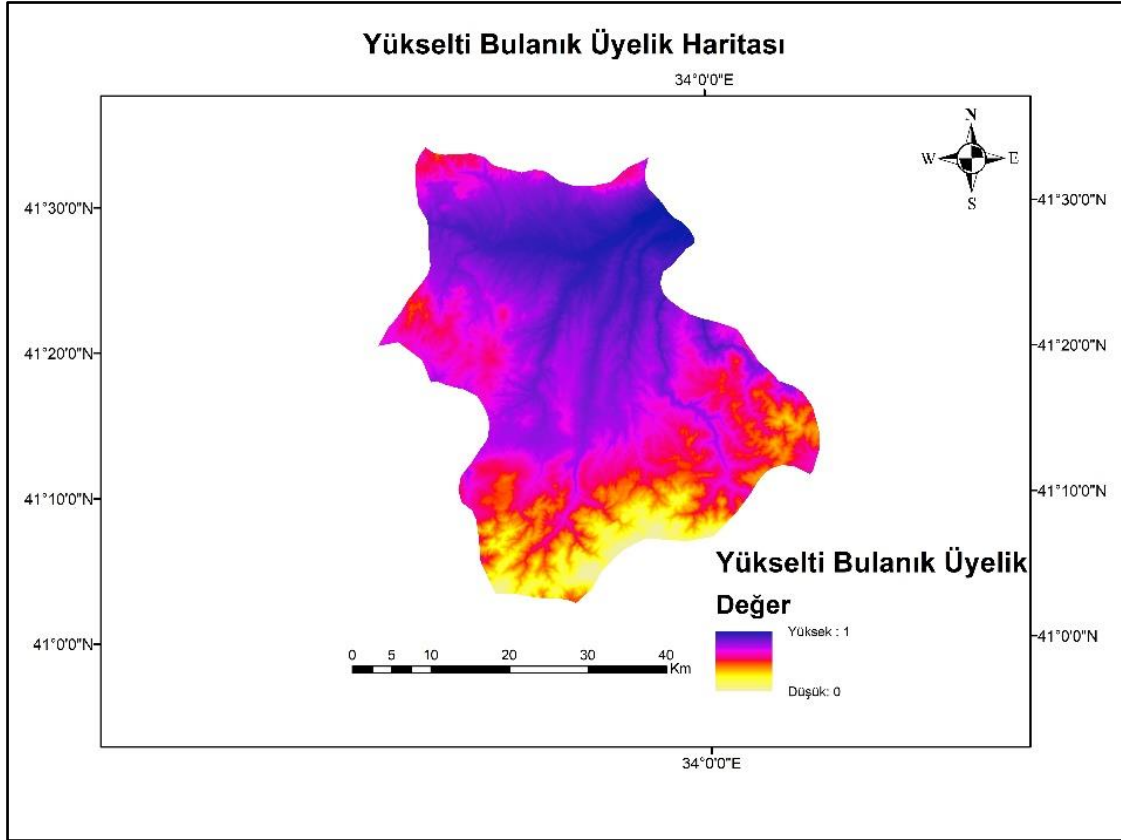 Yükselti Bulanık Üyelik Haritası
34°0'0"E
N
W E
S
41°30'0"N
41°30'0"N
41°20'0"N
41°20'0"N
41°10'0"N
41°10'0"N
41°0'0"N
41°0'0"N
Yükselti Bulanık Üyelik
Değer
Yüksek : 1
Düşük: 0
0 5 10 20 30 40
Km
34°0'0"E